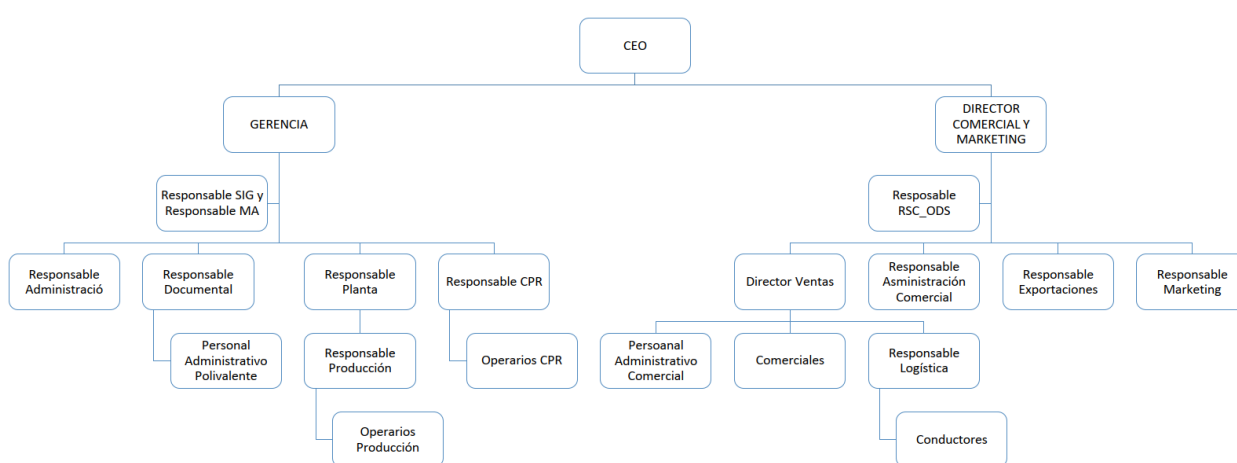 CEO
GERENCIA
DIRECTOR
COMERCIAL Y
MARKETING
Responsable SIG y
Responsable MA
Resposable
RSC_ODS
Responsable
Administració
Responsable
Documental
Responsable
Planta
Responsable CPR
Director Ventas
Responsable
Asministración
Comercial
Responsable
Exportaciones
Responsable
Marketing
Personal
Administrativo
Polivalente
Responsable
Producción
Operarios CPR
Persoanal
Administrativo
Comercial
Comerciales
Responsable
Logística
Operarios
Producción
Conductores